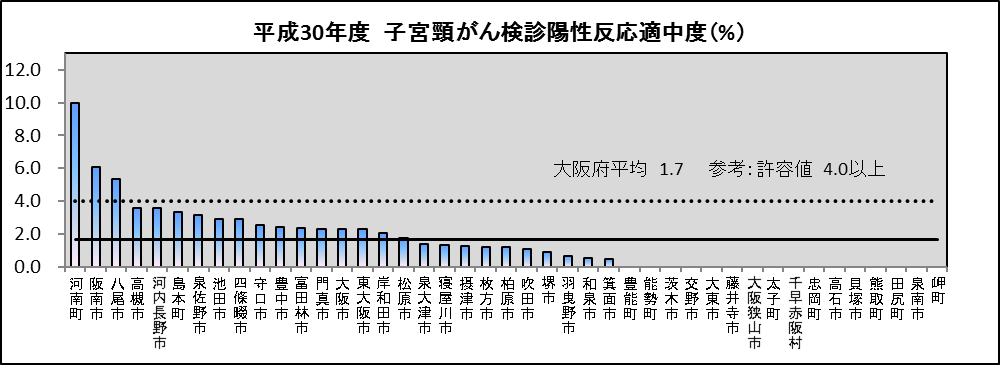 平成30年度 子宮頸がん検診陽性反応適中度(%)
12.0
10.0
8.0
6.0
4.0
2.0
0.0
大阪府平均 1.7 参考：許容値 4.0以上
河南町
阪南市
八尾市
高槻市
河内長野市
島本町
泉佐野市
池田市
四條畷市
守口市
豊中市
富田林市
門真市
大阪市
東大阪市
岸和田市
松原市
泉大津市
寝屋川市
摂津市
枚方市
柏原市
吹田市
堺市
羽曳野市
和泉市
箕面市
豊能町
能勢町
茨木市
交野市
大東市
藤井寺市
大阪狭山市
太子町
千早赤阪村
忠岡町
高石市
貝塚市
熊取町
田尻町
泉南市
岬町